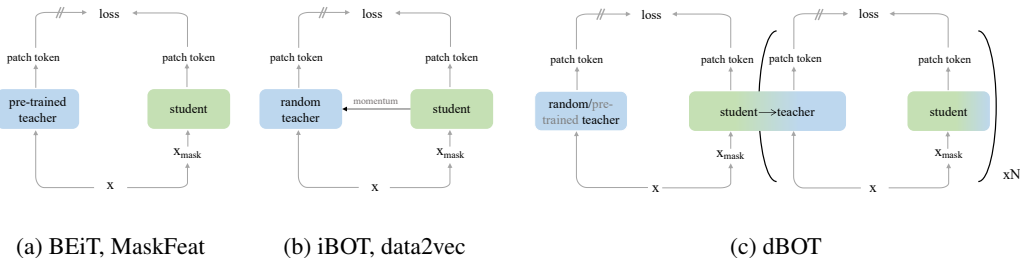 loss
patch token
patch token
pre-trained
teacher
student
x_mask
x
(a) BEiT, MaskFeat
loss
patch token
patch token
random
teacher
momentum
student
x_mask
x
(b) iBOT, data2vec
loss
loss
patch token
patch token
patch token
patch token
random/pre-
trained teacher
student→teacher
student
x_mask
x_mask
x
x
xN
(c) dBOT